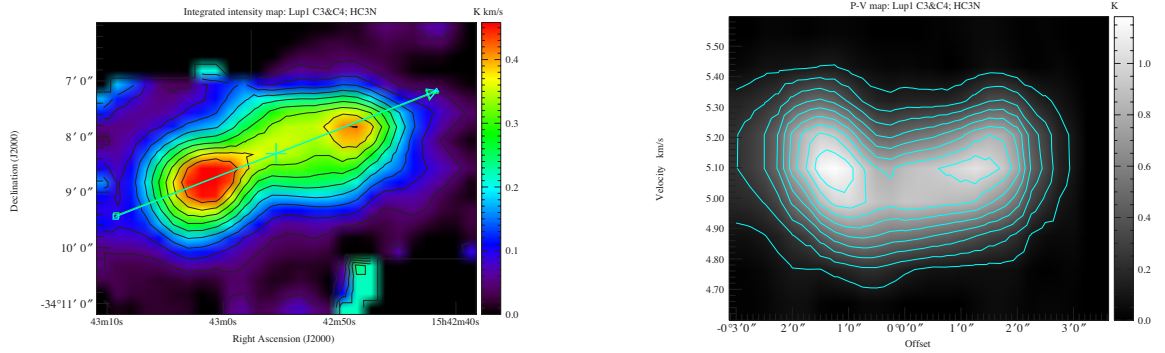 Integrated intensity map: Lup1 C3&C4; HC3N
K km/s
7′ 0″
8′ 0″
9′ 0″
10′ 0″
-34°11′ 0″
43m10s
43m0s
42m50s
15h42m40s
Declination (J2000)
Right Ascension (J2000)
0.4
0.3
0.2
0.1
0.0
P-V map: Lup1 C3&C4; HC3N
K
5.50
5.40
5.30
5.20
5.10
5.00
4.90
4.80
4.70
Velocity km/s
-0°3′0″
2′0″
1′0″
0°0′0″
1′0″
2′0″
3′0″
Offset
1.0
0.8
0.6
0.4
0.2
0.0